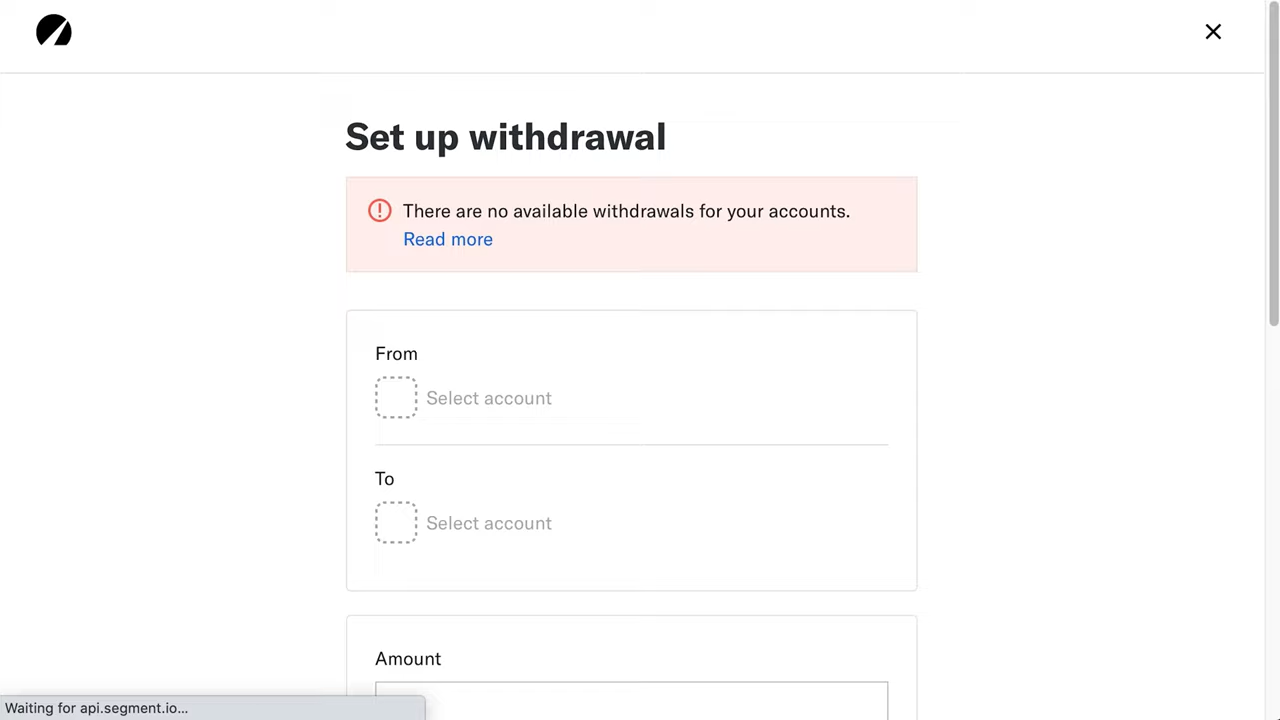 Set up withdrawal
There are no available withdrawals for your accounts.
Read more
From
Select account
To
Select account
Amount
Waiting for api.segment.io...